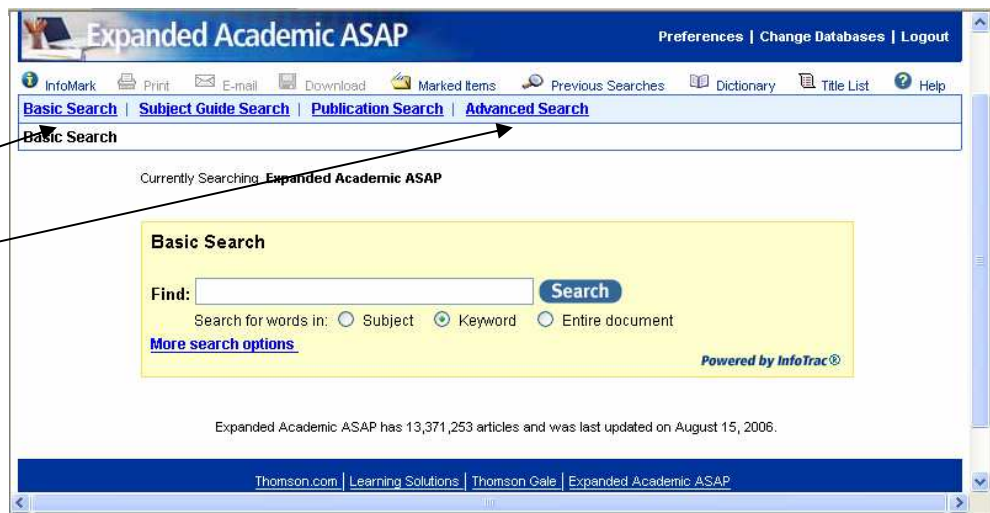 Expanded Academic ASAP
Preferences | Change Databases | Logout
InfoMark Print E-mail Download Marked Items Previous Searches Dictionary Title List Help
Basic Search | Subject Guide Search | Publication Search | Advanced Search
Basic Search
Currently Searching Expanded Academic ASAP
Basic Search
Find: Search
Search for words in: Subject Keyword Entire document
More search options
Powered by InfoTrac®
Expanded Academic ASAP has 13,371,253 articles and was last updated on August 15, 2006.
Thomson.com | Learning Solutions | Thomson Gale | Expanded Academic ASAP